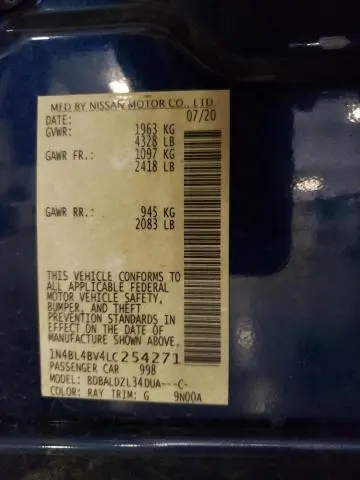 MFD BY NISSAN MOTOR CO., LTD.
DATE: 07/20
GVWR: 1963 KG
4328 LB
GAWR FR.: 1097 KG
2418 LB
GAWR RR.: 945 KG
2083 LB
THIS VEHICLE CONFORMS TO
ALL APPLICABLE FEDERAL
MOTOR VEHICLE SAFETY,
BUMPER, AND THEFT
PREVENTION STANDARDS IN
EFFECT ON THE DATE OF
MANUFACTURE SHOWN ABOVE.
1N4BL4BV4LC254271
PASSENGER CAR 998
MODEL: BDBALDZL34DUA---C-
COLOR: RAY TRIM: G 9N00A